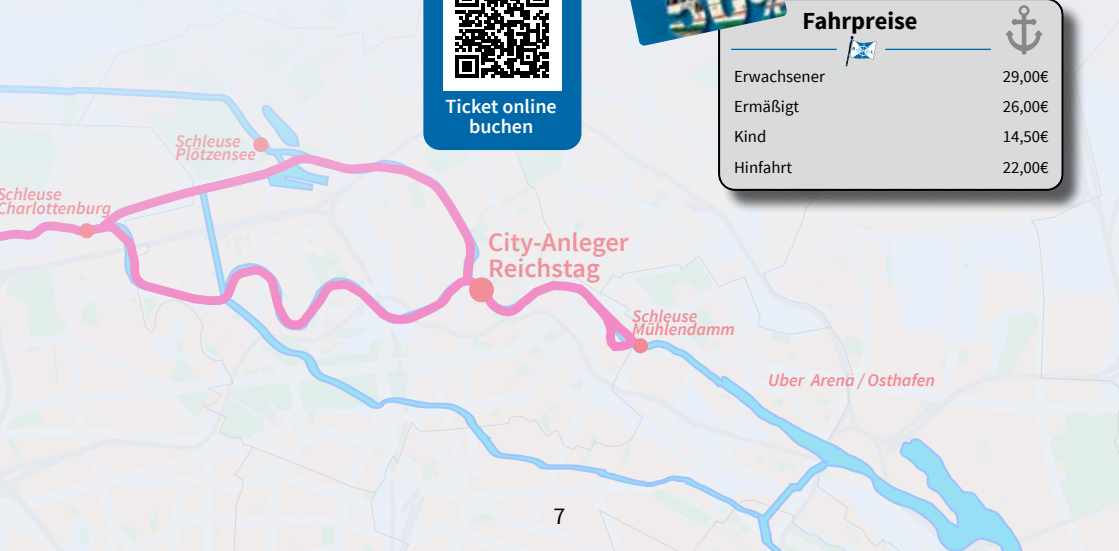 50%
Fahrpreise
Erwachsener 29,00€
Ermäßigt 26,00€
Kind 14,50€
Hinfahrt 22,00€
Ticket online
buchen
Schleuse
Plötzensee
Schleuse
Charlottenburg
City-Anleger
Reichstag
Schleuse
Mühlendamm
Uber Arena / Osthafen
7